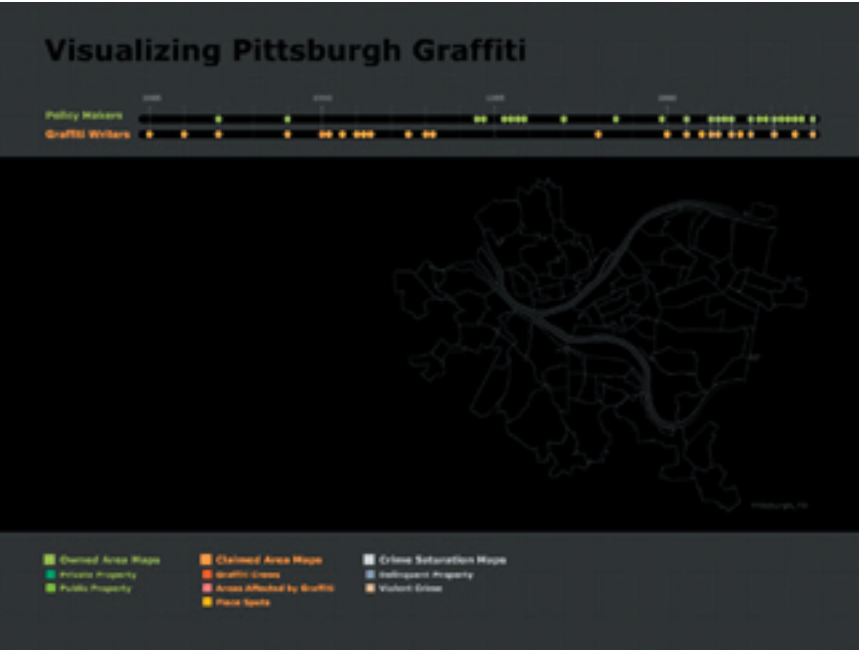 Visualizing Pittsburgh Graffiti
Policy Makers
Graffiti Writers
Pittsburgh, PA
Owned Area Maps
Claimed Area Maps
Crime Saturation Maps
Private Property
Graffiti Crews
Delinquent Property
Public Property
Areas Affected by Graffiti
Violent Crime
Piece Spots